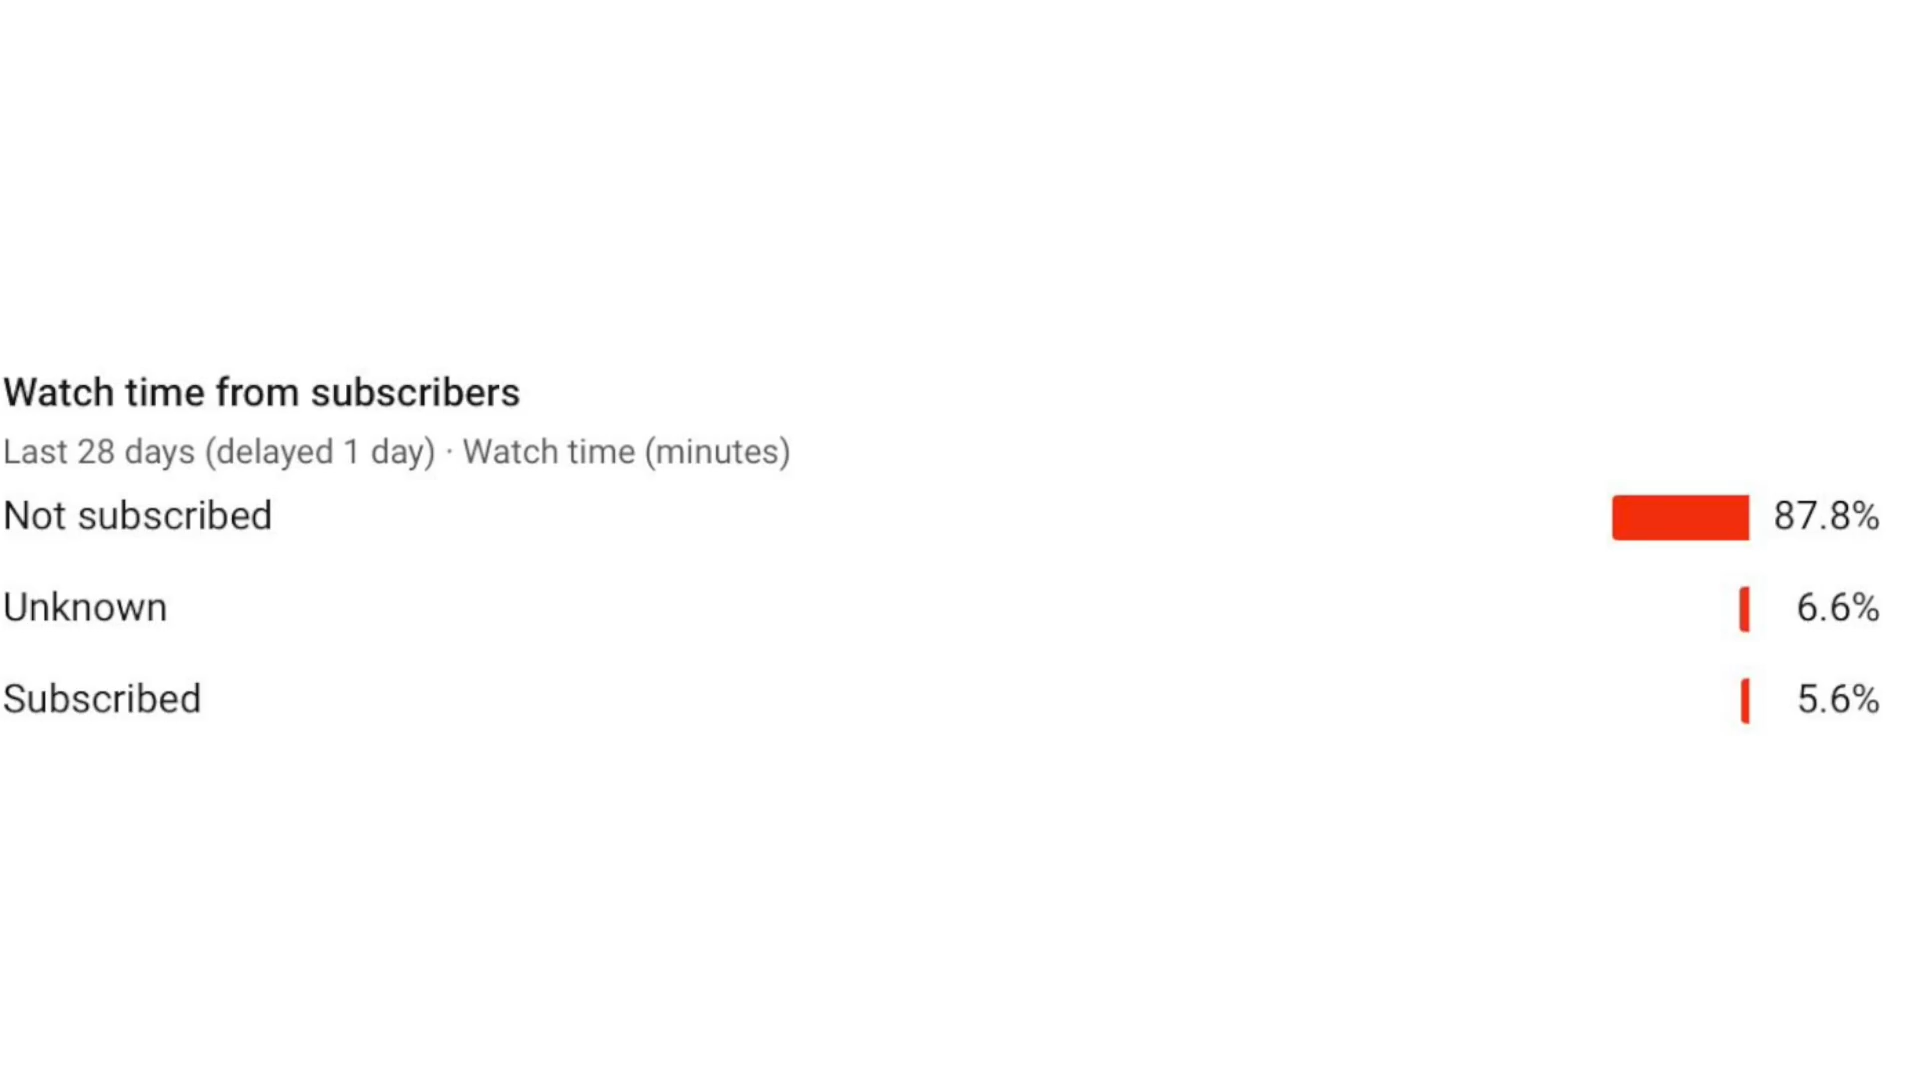 Watch time from subscribers
Last 28 days (delayed 1 day) · Watch time (minutes)
Not subscribed 87.8%
Unknown 6.6%
Subscribed 5.6%